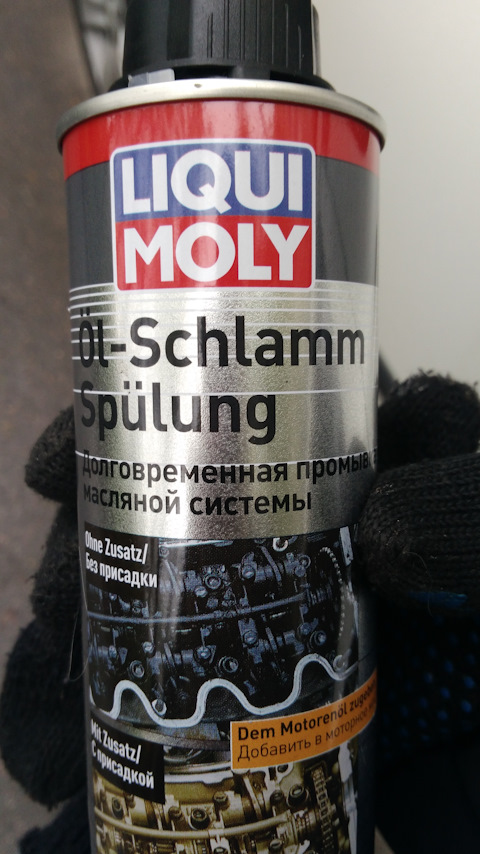 LIQUI
MOLY
Öl-Schlamm
Spülung
Долговременная промыв
масляной системы
Ohne Zusatz/
Без присадки
Dem Motorenöl
Добавить в моторное
Mit Zusatz/
С присадкой